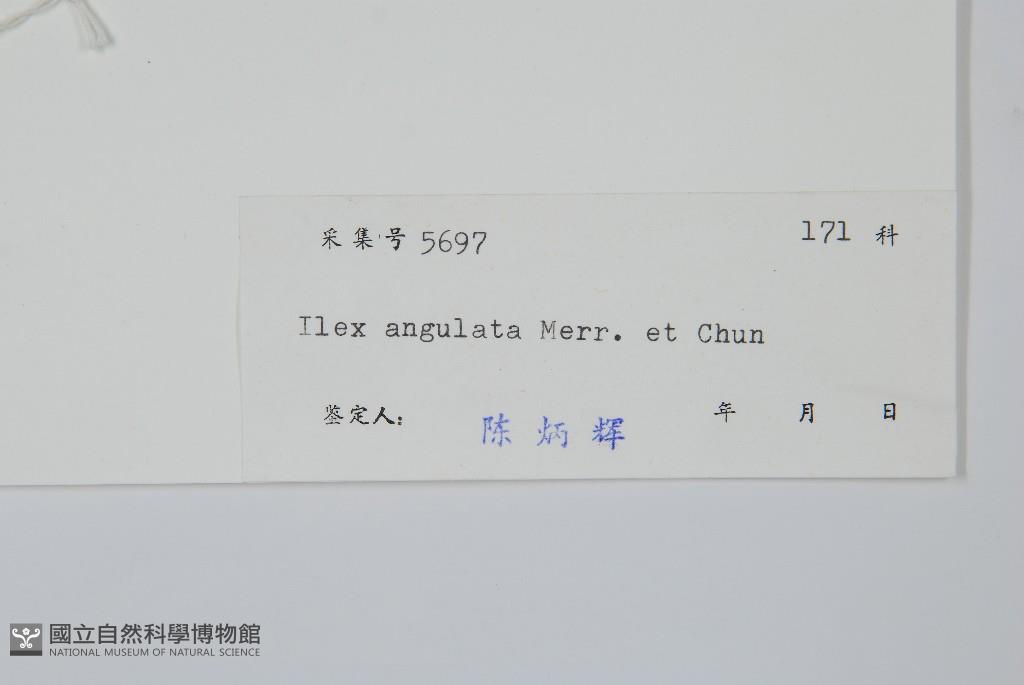 采集号 5697 171 科
Ilex angulata Merr. et Chun
鉴定人: 陈炳辉 年 月 日
國立自然科學博物館
NATIONAL MUSEUM OF NATURAL SCIENCE